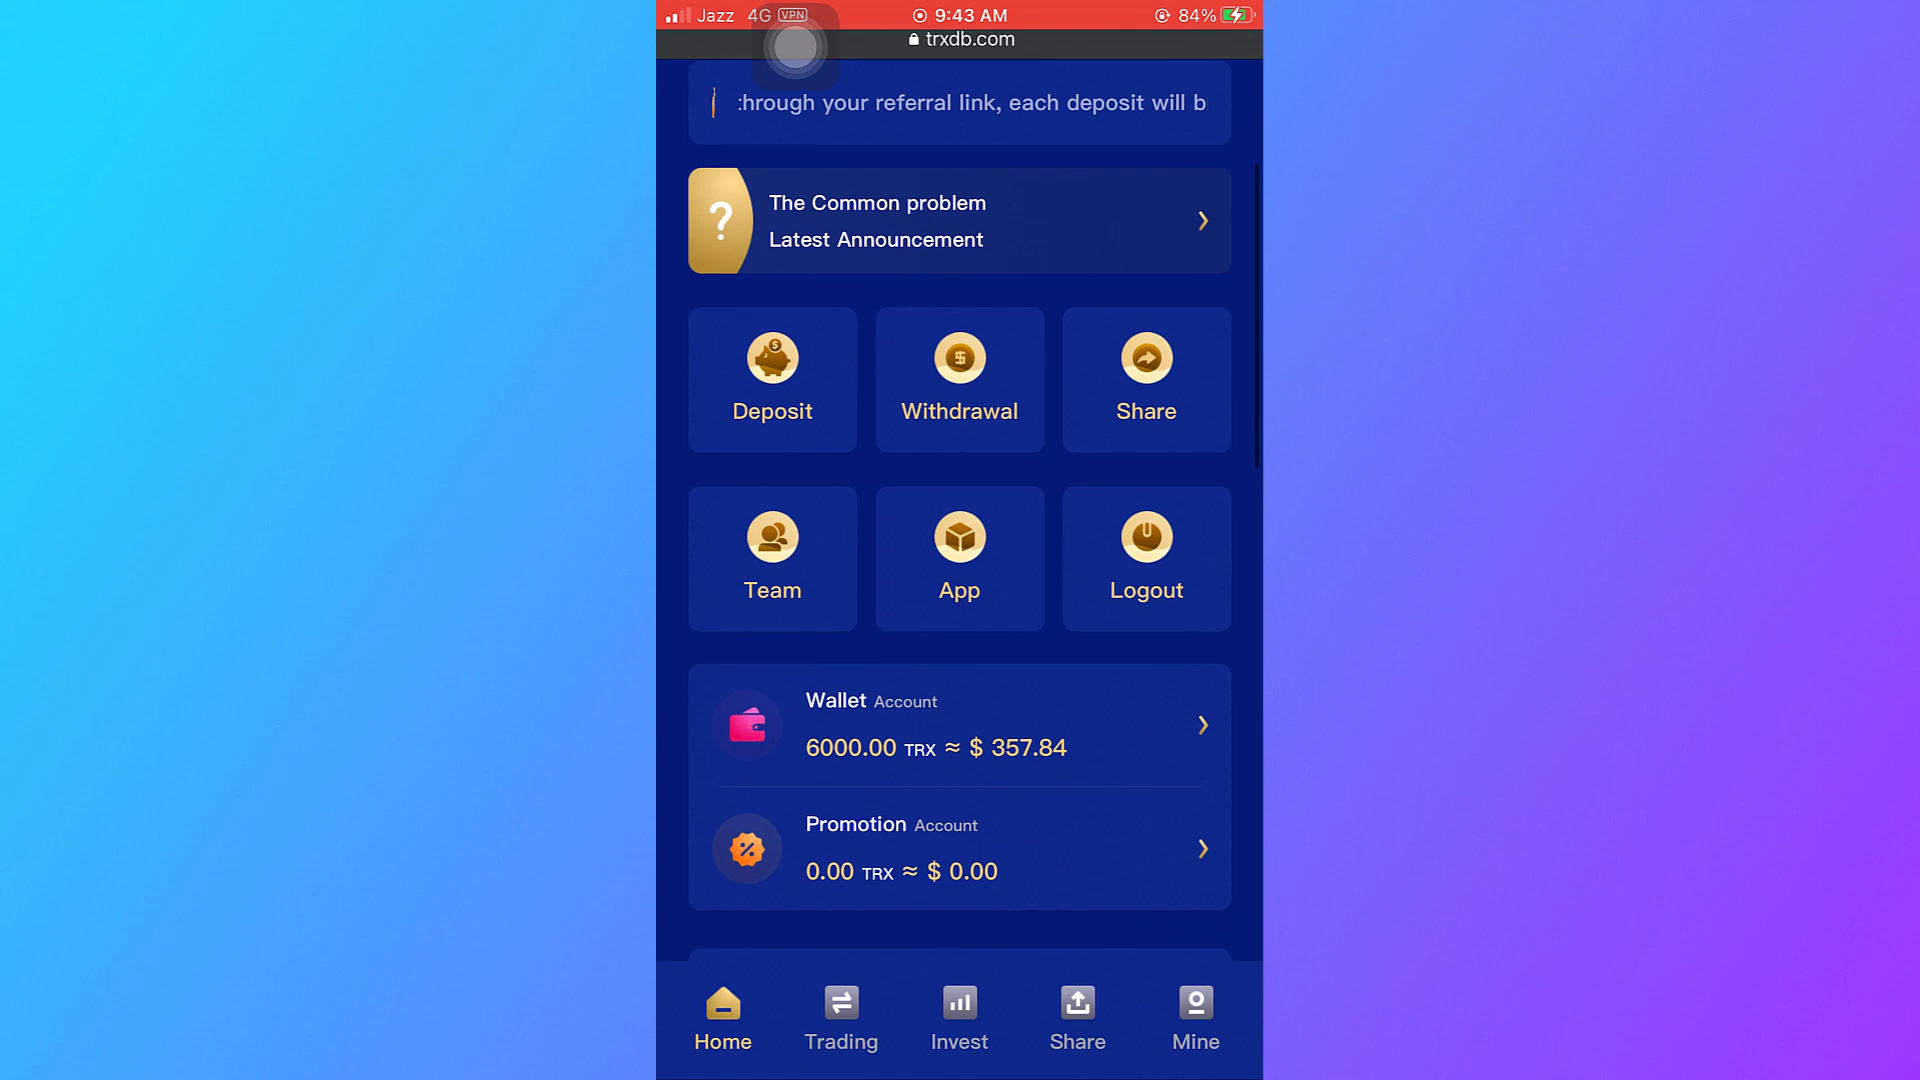 Jazz 4G VPN 9:43 AM 84%
trxdb.com
through your referral link, each deposit will b
?
The Common problem
Latest Announcement
Deposit Withdrawal Share
Team App Logout
Wallet Account
6000.00 TRX ≈ $ 357.84
Promotion Account
0.00 TRX ≈ $ 0.00
Home Trading Invest Share Mine